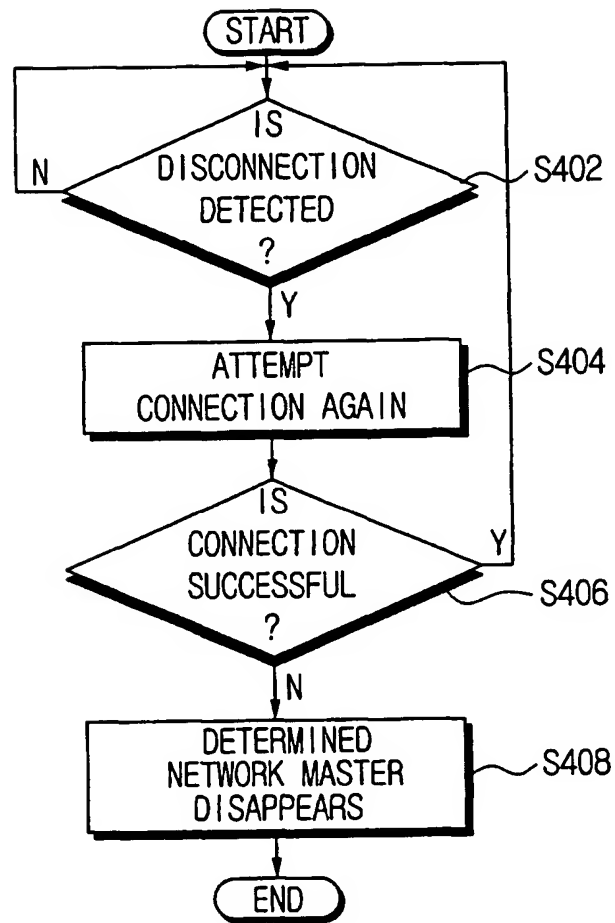 START
IS
DISCONNECTION
DETECTED
?
N
S402
Y
ATTEMPT
CONNECTION AGAIN
S404
IS
CONNECTION
SUCCESSFUL
?
Y
S406
N
DETERMINED
NETWORK MASTER
DISAPPEARS
S408
END